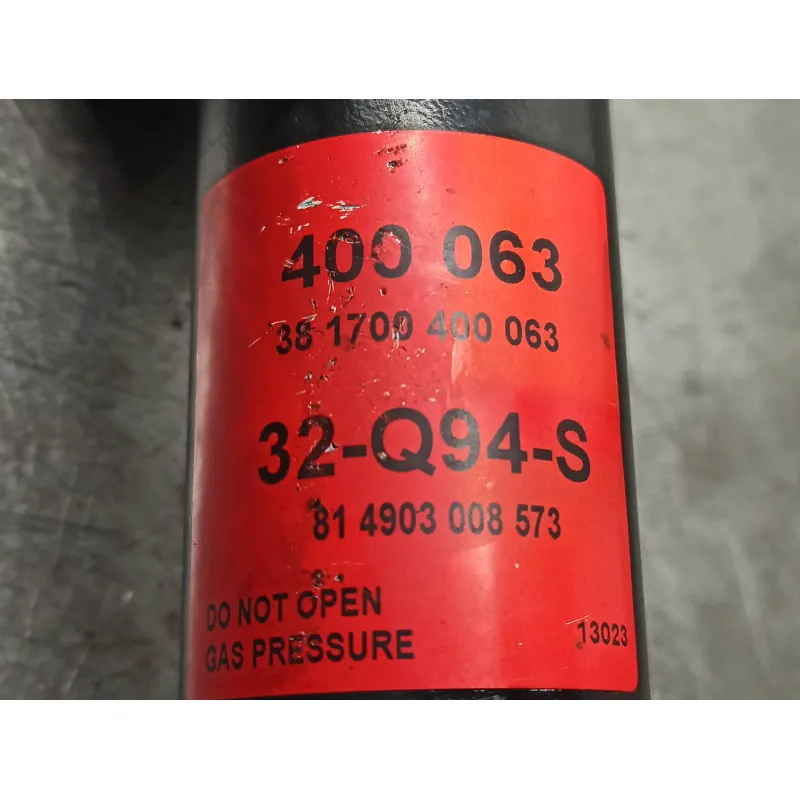 400 063
38 1700 400 063
32-Q94-S
81 4903 008 573
DO NOT OPEN
GAS PRESSURE
13023